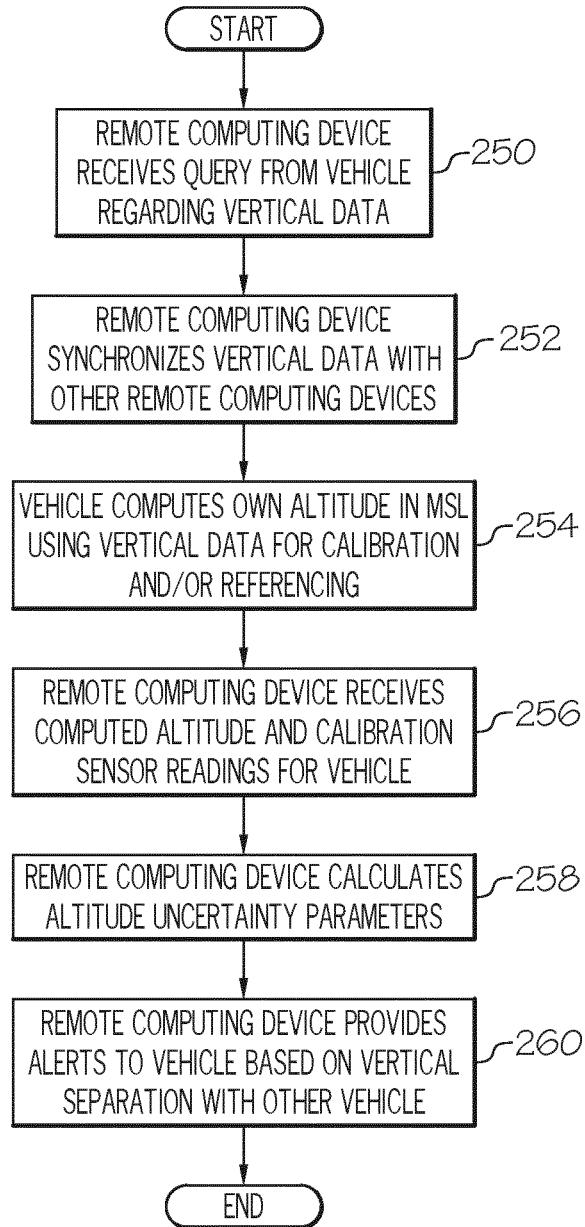 START
REMOTE COMPUTING DEVICE
RECEIVES QUERY FROM VEHICLE
REGARDING VERTICAL DATA
250
REMOTE COMPUTING DEVICE
SYNCHRONIZES VERTICAL DATA WITH
OTHER REMOTE COMPUTING DEVICES
252
VEHICLE COMPUTES OWN ALTITUDE IN MSL
USING VERTICAL DATA FOR CALIBRATION
AND/OR REFERENCING
254
REMOTE COMPUTING DEVICE RECEIVES
COMPUTED ALTITUDE AND CALIBRATION
SENSOR READINGS FOR VEHICLE
256
REMOTE COMPUTING DEVICE CALCULATES
ALTITUDE UNCERTAINTY PARAMETERS
258
REMOTE COMPUTING DEVICE PROVIDES
ALERTS TO VEHICLE BASED ON VERTICAL
SEPARATION WITH OTHER VEHICLE
260
END